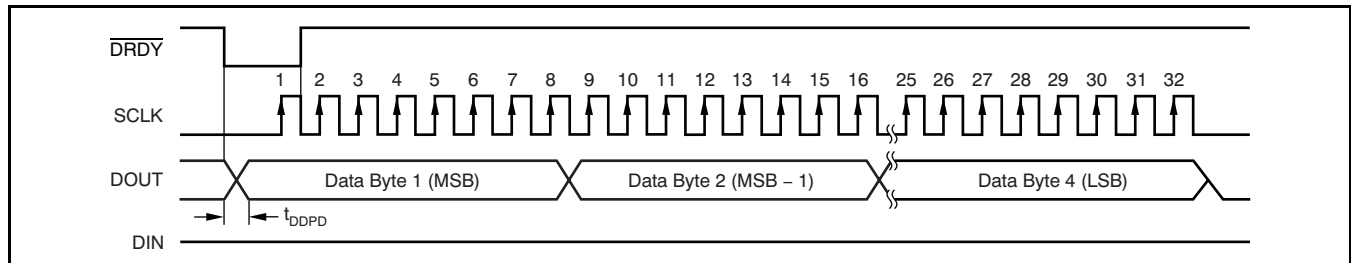 DRDY
1 2 3 4 5 6 7 8 9 10 11 12 13 14 15 16 25 26 27 28 29 30 31 32
SCLK
DOUT Data Byte 1 (MSB) Data Byte 2 (MSB − 1) Data Byte 4 (LSB)
tDDPD
DIN